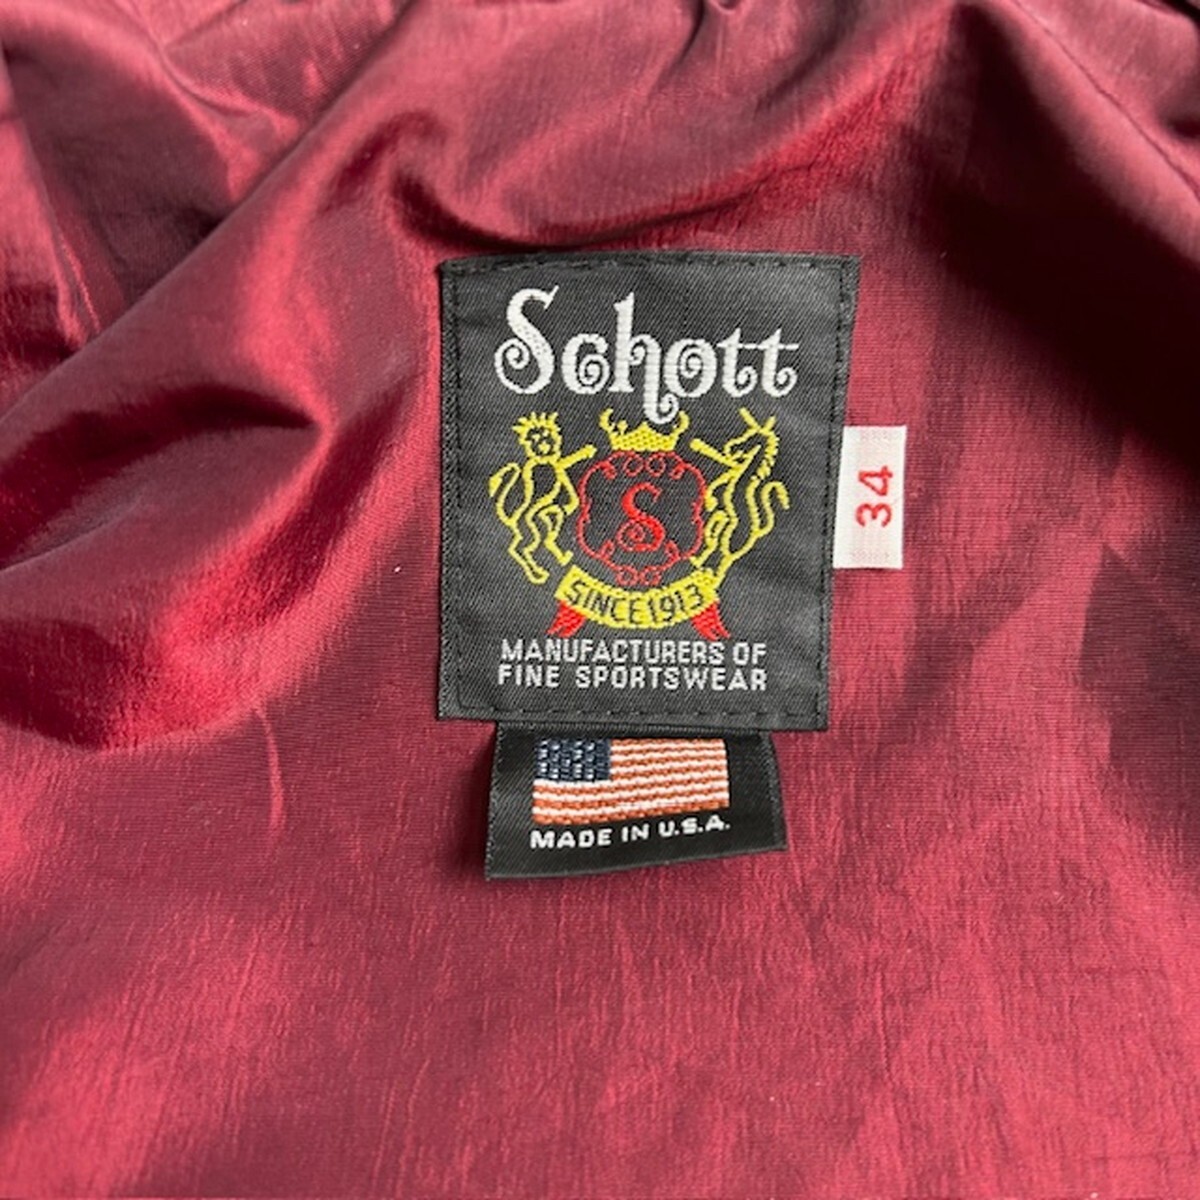 Schott
S
SINCE 1913
MANUFACTURERS OF
FINE SPORTSWEAR
34
MADE IN U.S.A.